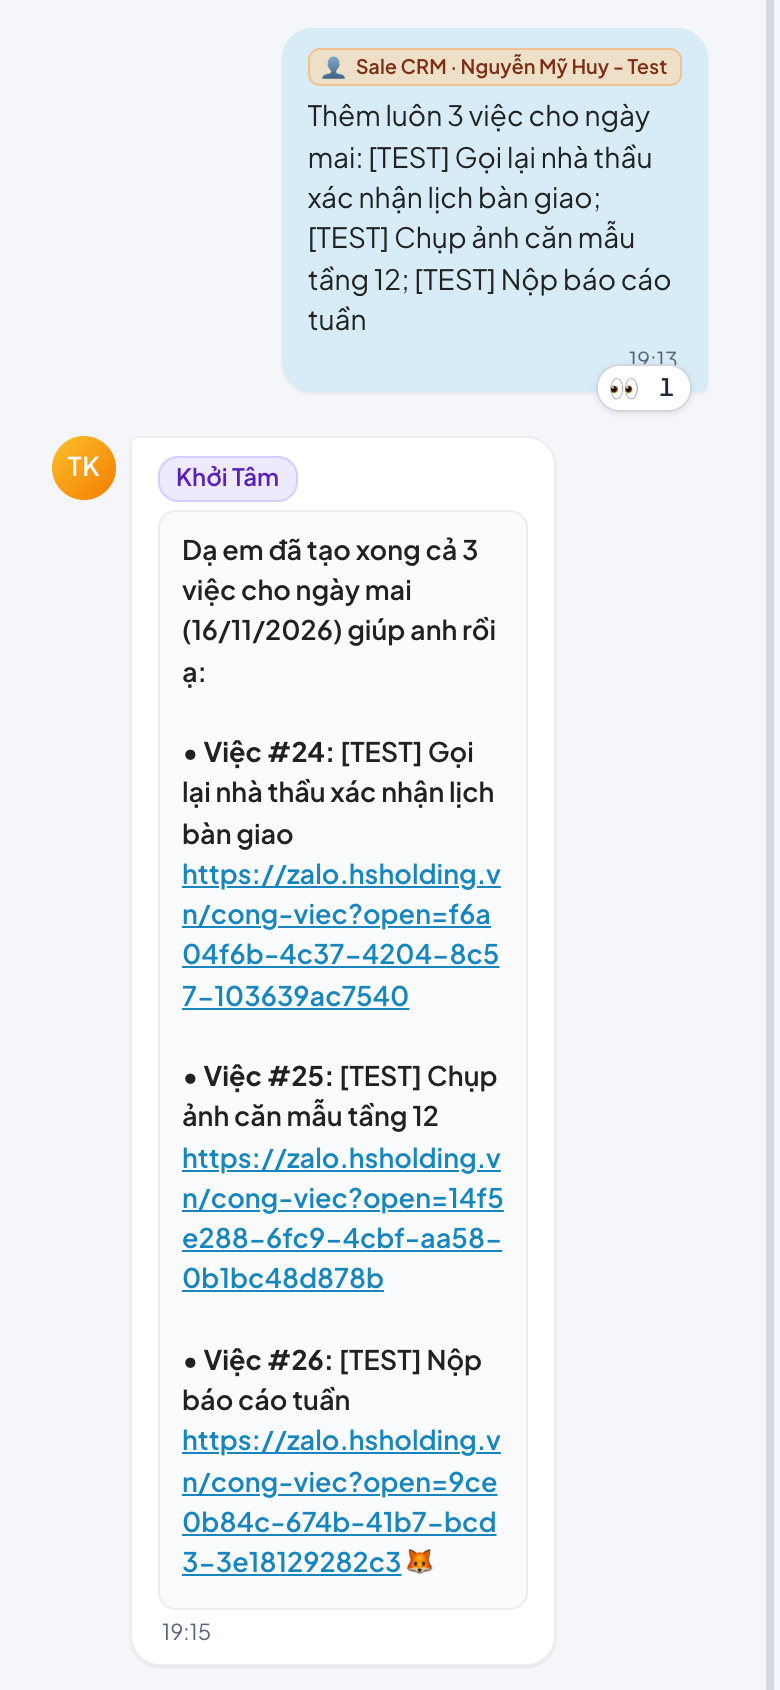 Sale CRM · Nguyễn Mỹ Huy - Test
Thêm luôn 3 việc cho ngày
mai: [TEST] Gọi lại nhà thầu
xác nhận lịch bàn giao;
[TEST] Chụp ảnh căn mẫu
tầng 12; [TEST] Nộp báo cáo
tuần
19:13
👀 1
TK
Khởi Tâm
Dạ em đã tạo xong cả 3
việc cho ngày mai
(16/11/2026) giúp anh rồi
ạ:
• Việc #24: [TEST] Gọi
lại nhà thầu xác nhận lịch
bàn giao
https://zalo.hsholding.v
n/cong-viec?open=f6a
04f6b-4c37-4204-8c5
7-103639ac7540
• Việc #25: [TEST] Chụp
ảnh căn mẫu tầng 12
https://zalo.hsholding.v
n/cong-viec?open=14f5
e288-6fc9-4cbf-aa58-
0b1bc48d878b
• Việc #26: [TEST] Nộp
báo cáo tuần
https://zalo.hsholding.v
n/cong-viec?open=9ce
0b84c-674b-41b7-bcd
3-3e18129282c3🦊
19:15